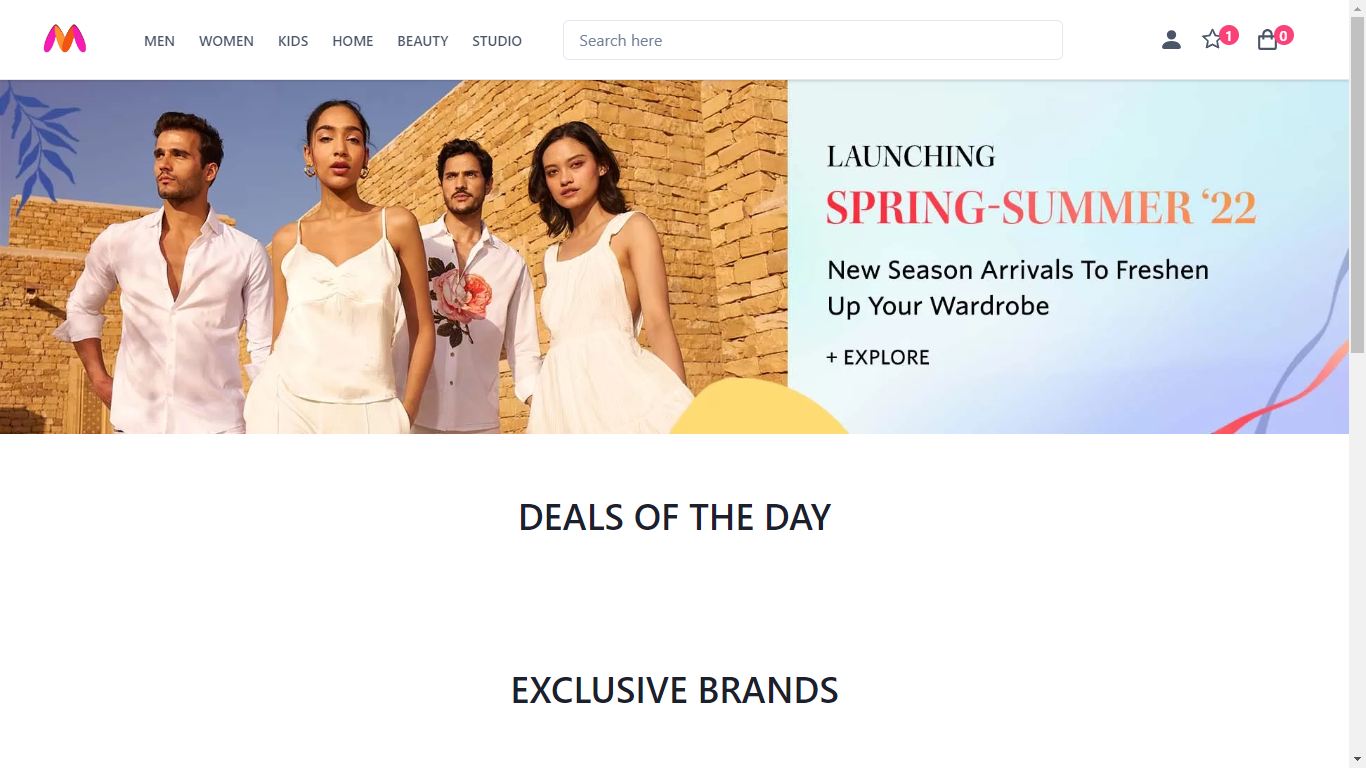 MEN WOMEN KIDS HOME BEAUTY STUDIO Search here 1 0
LAUNCHING
SPRING-SUMMER ‘22
New Season Arrivals To Freshen
Up Your Wardrobe
+ EXPLORE
DEALS OF THE DAY
EXCLUSIVE BRANDS